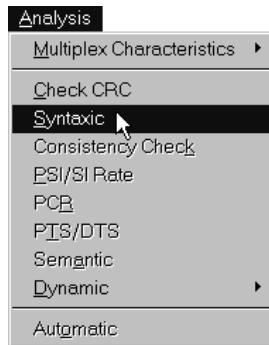 Analysis
Multiplex Characteristics
Check CRC
Syntaxic
Consistency Check
PSI/SI Rate
PCR
PTS/DTS
Semantic
Dynamic
Automatic